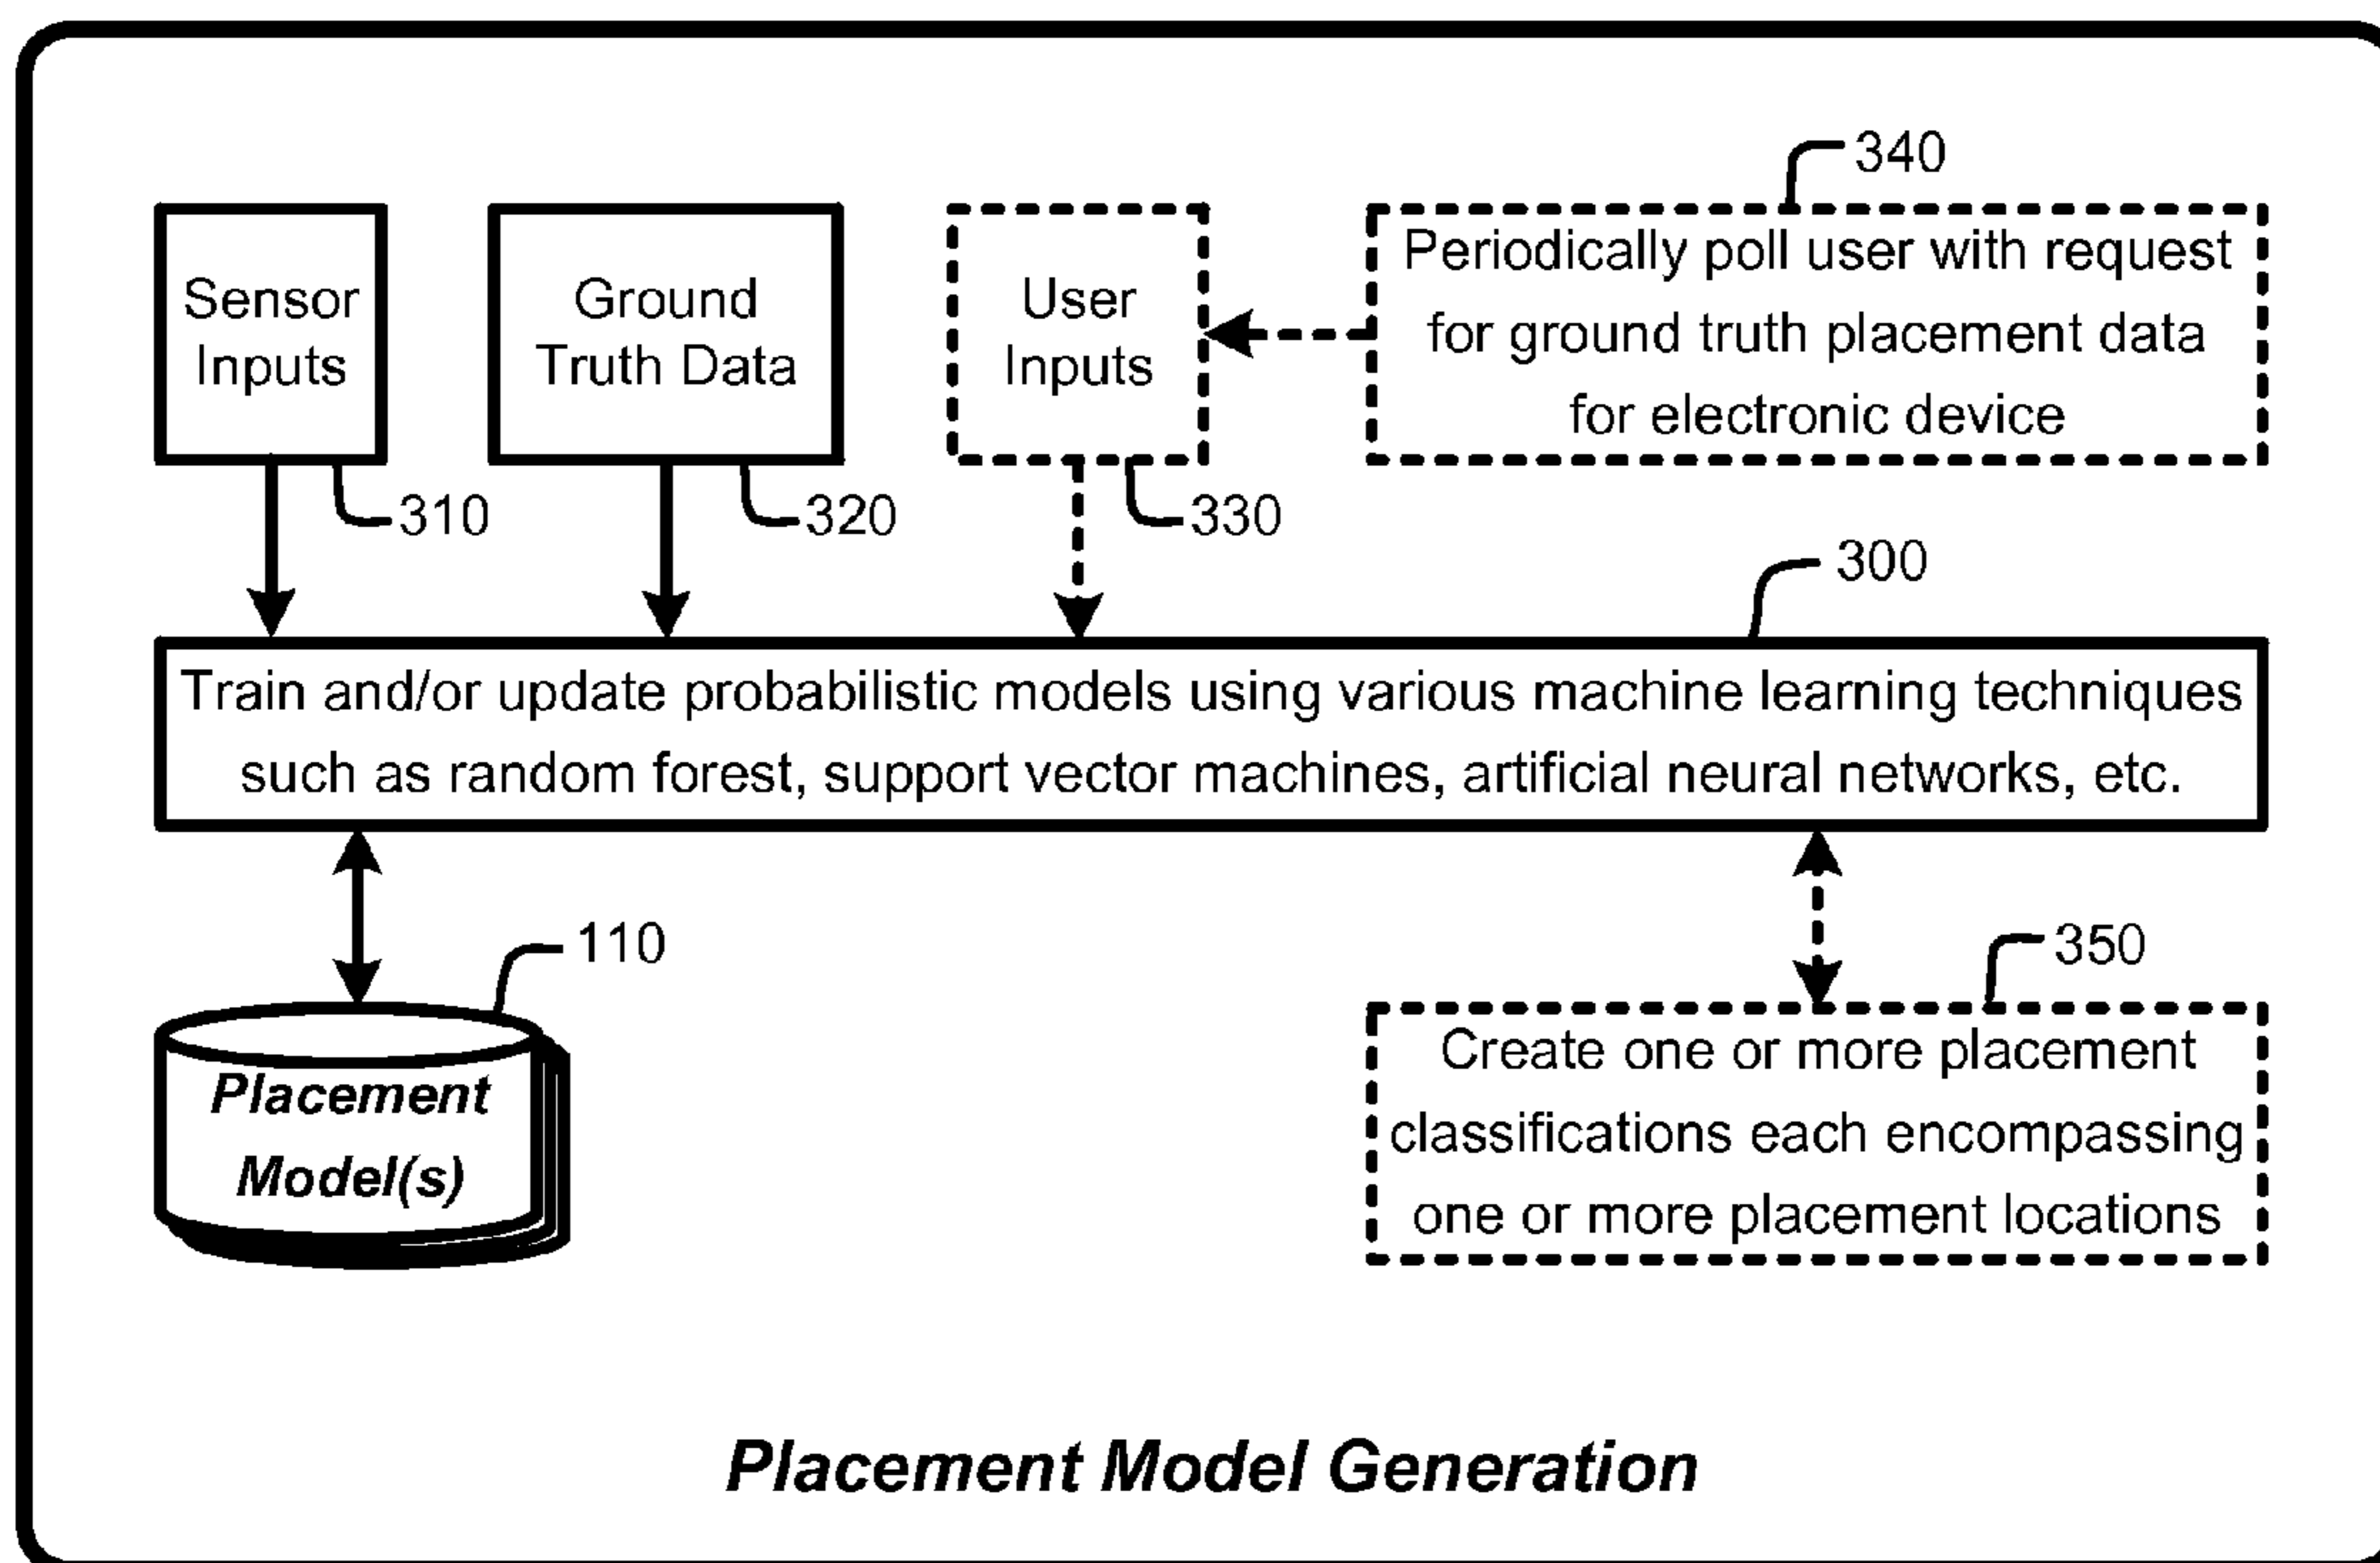 340
Sensor
Inputs
Ground
Truth Data
User
Inputs
Periodically poll user with request
for ground truth placement data
for electronic device
310
320
330
300
Train and/or update probabilistic models using various machine learning techniques
such as random forest, support vector machines, artificial neural networks, etc.
110
350
Placement
Model(s)
Create one or more placement
classifications each encompassing
one or more placement locations
Placement Model Generation